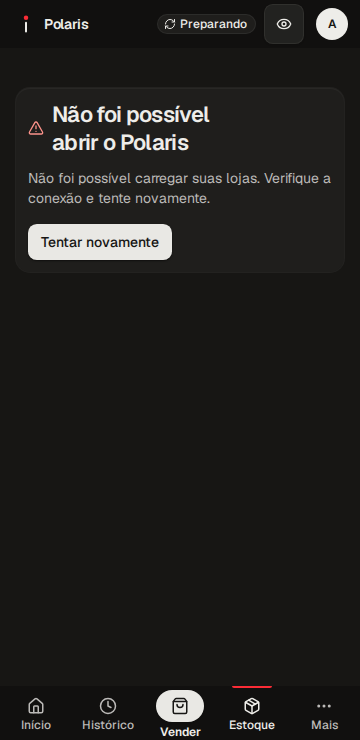 Polaris
Preparando
A
Não foi possível
abrir o Polaris
Não foi possível carregar suas lojas. Verifique a
conexão e tente novamente.
Tentar novamente
Início
Histórico
Vender
Estoque
Mais